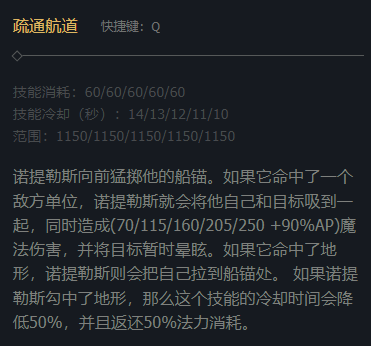 疏通航道 快捷键：Q
技能消耗：60/60/60/60/60
技能冷却（秒）：14/13/12/11/10
范围：1150/1150/1150/1150/1150
诺提勒斯向前猛掷他的船锚。如果它命中了一个
敌方单位，诺提勒斯就会将他自己和目标吸到一
起，同时造成(70/115/160/205/250 +90%AP)魔
法伤害，并将目标暂时晕眩。如果它命中了地
形，诺提勒斯则会把自己拉到船锚处。 如果诺提
勒斯勾中了地形，那么这个技能的冷却时间会降
低50%，并且返还50%法力消耗。